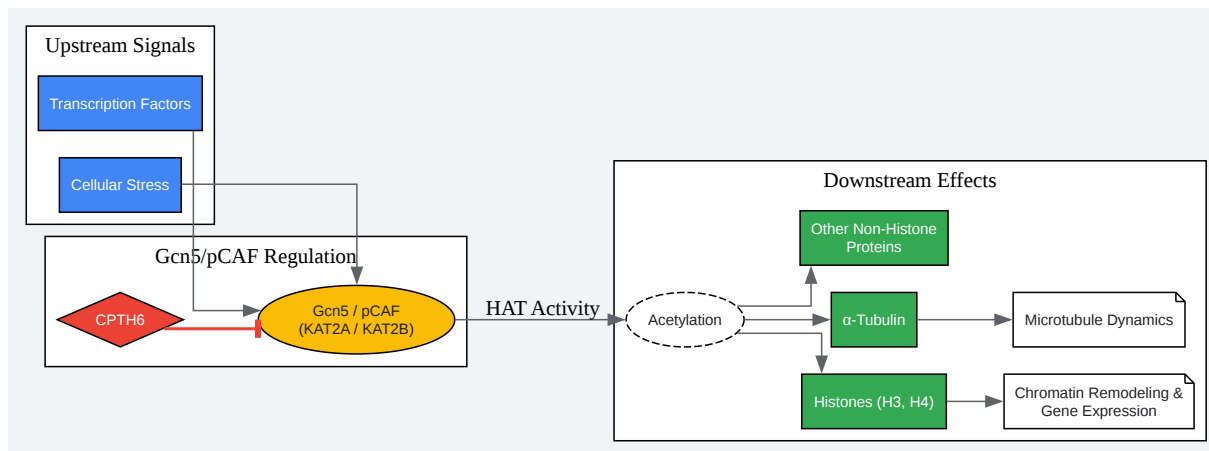 Upstream Signals
Transcription Factors
Cellular Stress
Gcn5/pCAF Regulation
CPTH6
Gcn5 / pCAF
(KAT2A / KAT2B)
HAT Activity
Downstream Effects
Acetylation
Other Non-Histone
Proteins
α-Tubulin
Microtubule Dynamics
Histones (H3, H4)
Chromatin Remodeling &
Gene Expression